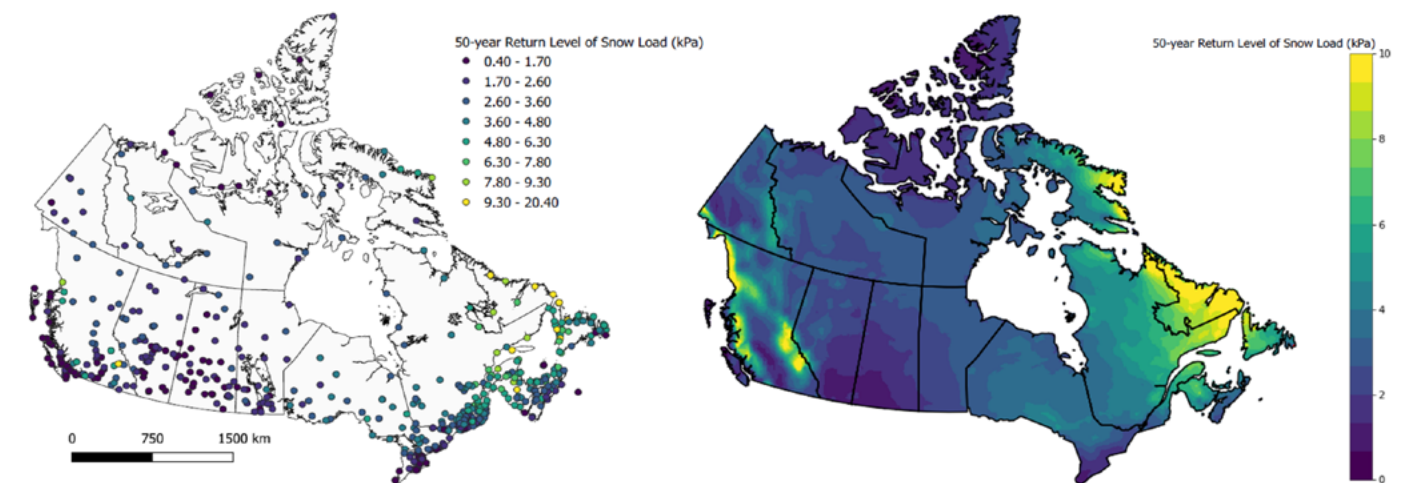 50-year Return Level of Snow Load (kPa)
0.40 - 1.70
1.70 - 2.60
2.60 - 3.60
3.60 - 4.80
4.80 - 6.30
6.30 - 7.80
7.80 - 9.30
9.30 - 20.40
0 750 1500 km
50-year Return Level of Snow Load (kPa)
10
8
6
4
2
0